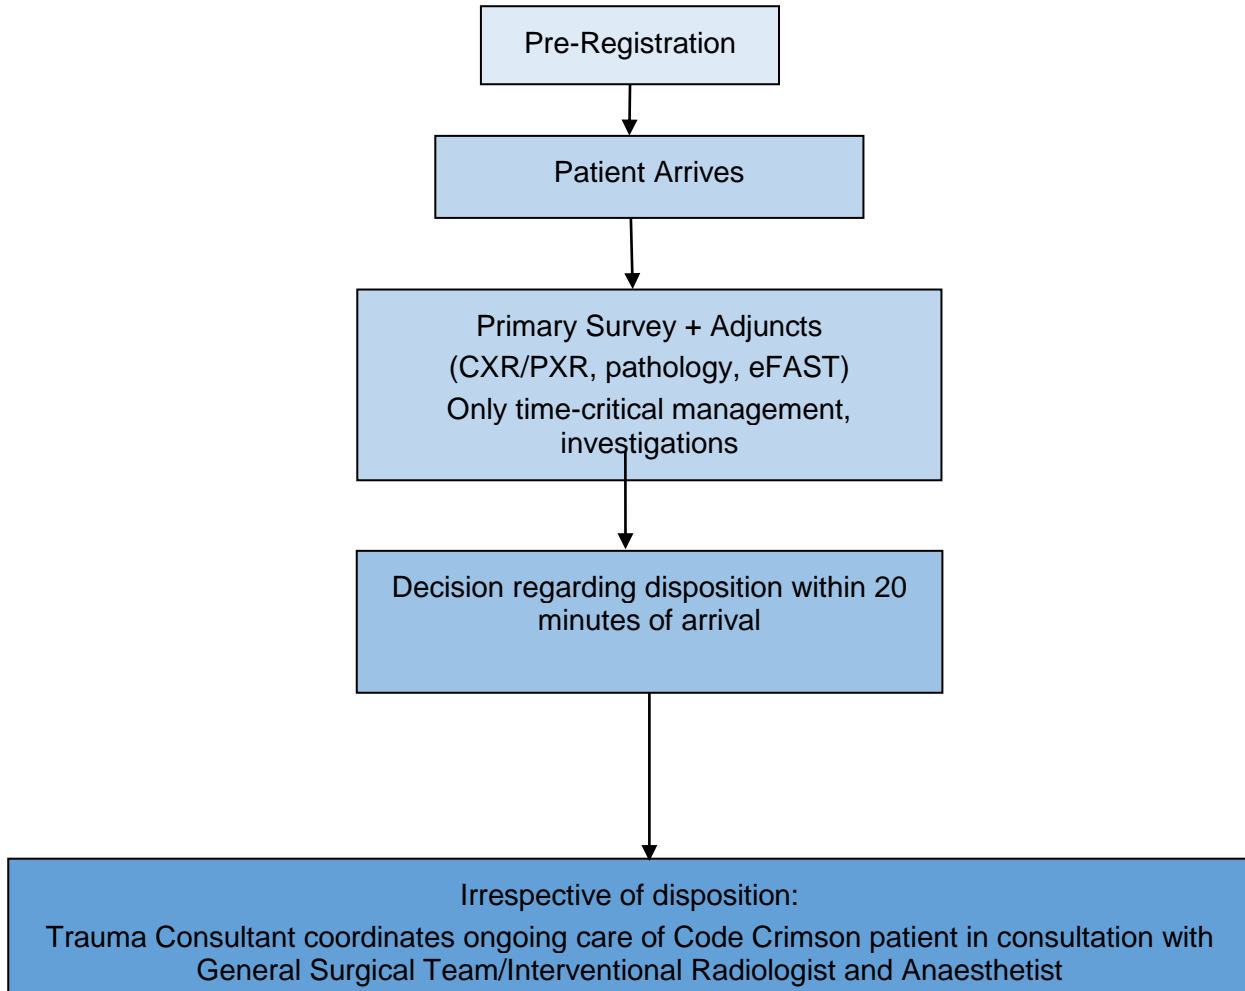 Pre-Registration
Patient Arrives
Primary Survey + Adjuncts
(CXR/PXR, pathology, eFAST)
Only time-critical management,
investigations
Decision regarding disposition within 20
minutes of arrival
Irrespective of disposition:
Trauma Consultant coordinates ongoing care of Code Crimson patient in consultation with
General Surgical Team/Interventional Radiologist and Anaesthetist